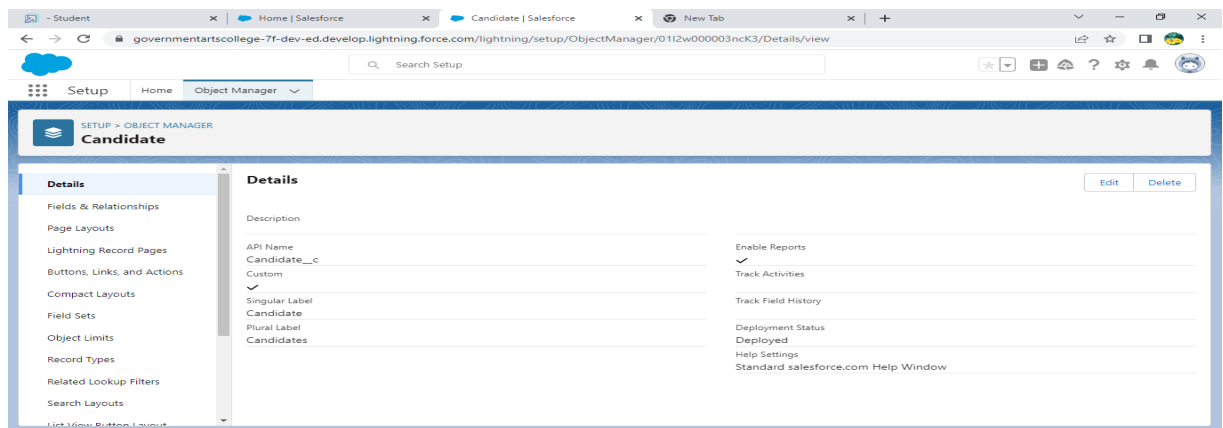 - Student
Home | Salesforce
Candidate | Salesforce
New Tab
governmentartscollege-7f-dev-ed.develop.lightning.force.com/lightning/setup/ObjectManager/01I2w000003ncK3/Details/view
Search Setup
Setup
Home
Object Manager
SETUP > OBJECT MANAGER
Candidate
Details
Fields & Relationships
Page Layouts
Lightning Record Pages
Buttons, Links, and Actions
Compact Layouts
Field Sets
Object Limits
Record Types
Related Lookup Filters
Search Layouts
List View Button Layout
Details
Edit
Delete
Description
API Name
Candidate__c
Custom
Singular Label
Candidate
Plural Label
Candidates
Enable Reports
Track Activities
Track Field History
Deployment Status
Deployed
Help Settings
Standard salesforce.com Help Window